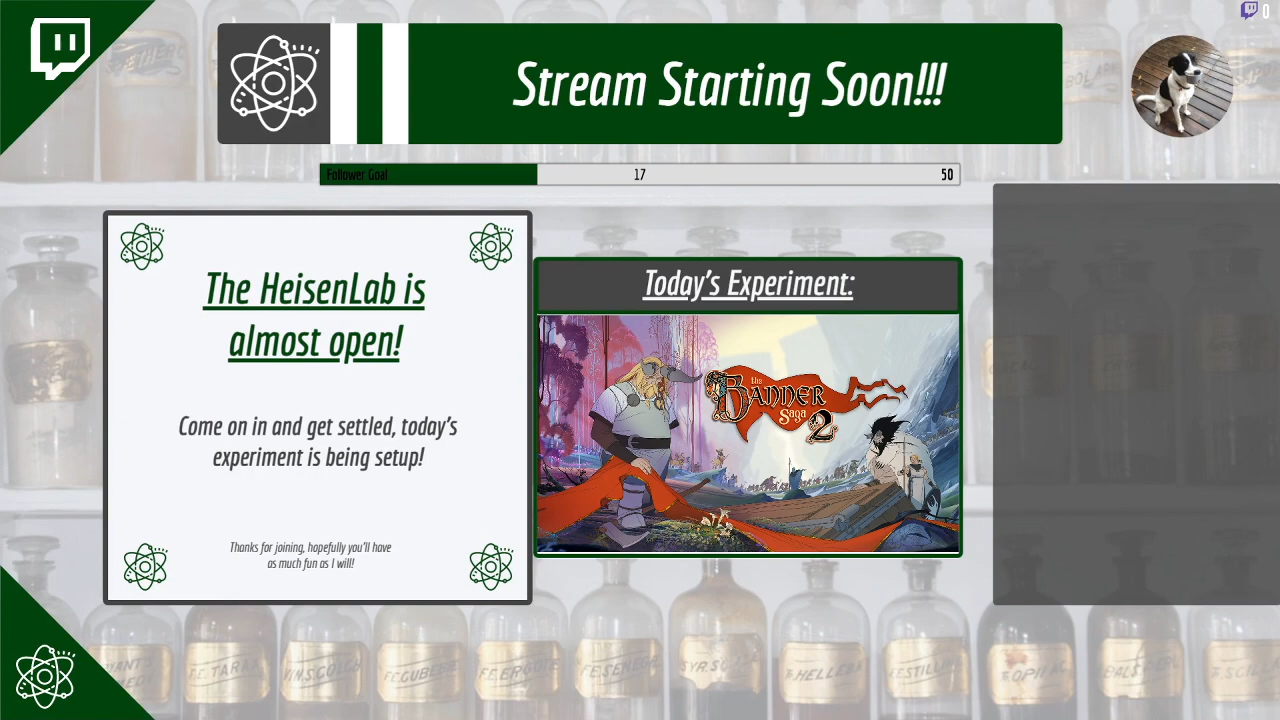 0
Stream Starting Soon!!!
Follower Goal 17 50
The HeisenLab is
almost open!
Come on in and get settled, today's
experiment is being setup!
Thanks for joining, hopefully you'll have
as much fun as I will!
Today's Experiment:
the
BANNER
Saga
2